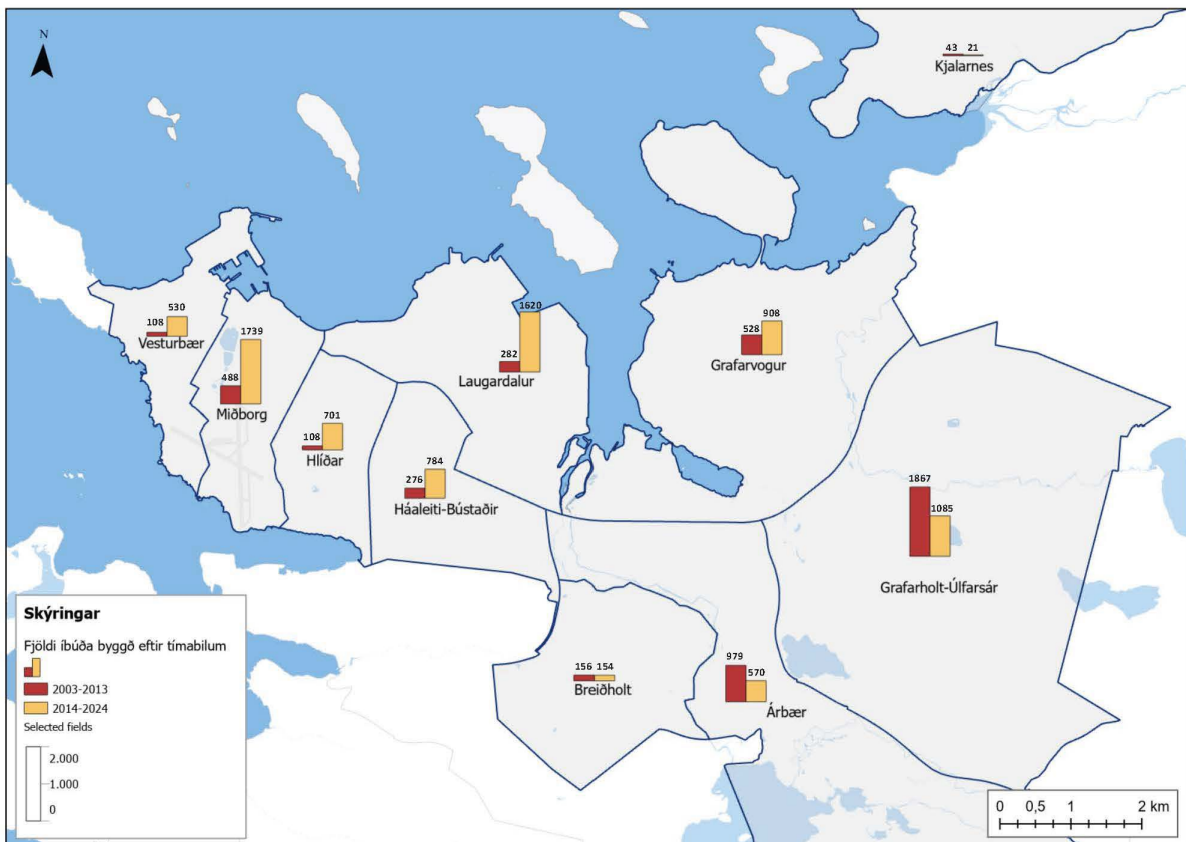 N
43 21
Kjalarnes
108 530
Vesturbær
488 1739
Miðborg
108 701
Hlíðar
276 784
Háaleiti-Bústaðir
282 1620
Laugardalur
528 908
Grafarvogur
1867 1085
Grafarholt-Úlfarsár
156 154
Breiðholt
979 570
Árbær
Skýringar
Fjöldi íbúða byggð eftir tímabilum
2003-2013
2014-2024
Selected fields
2.000
1.000
0
0 0,5 1 2 km